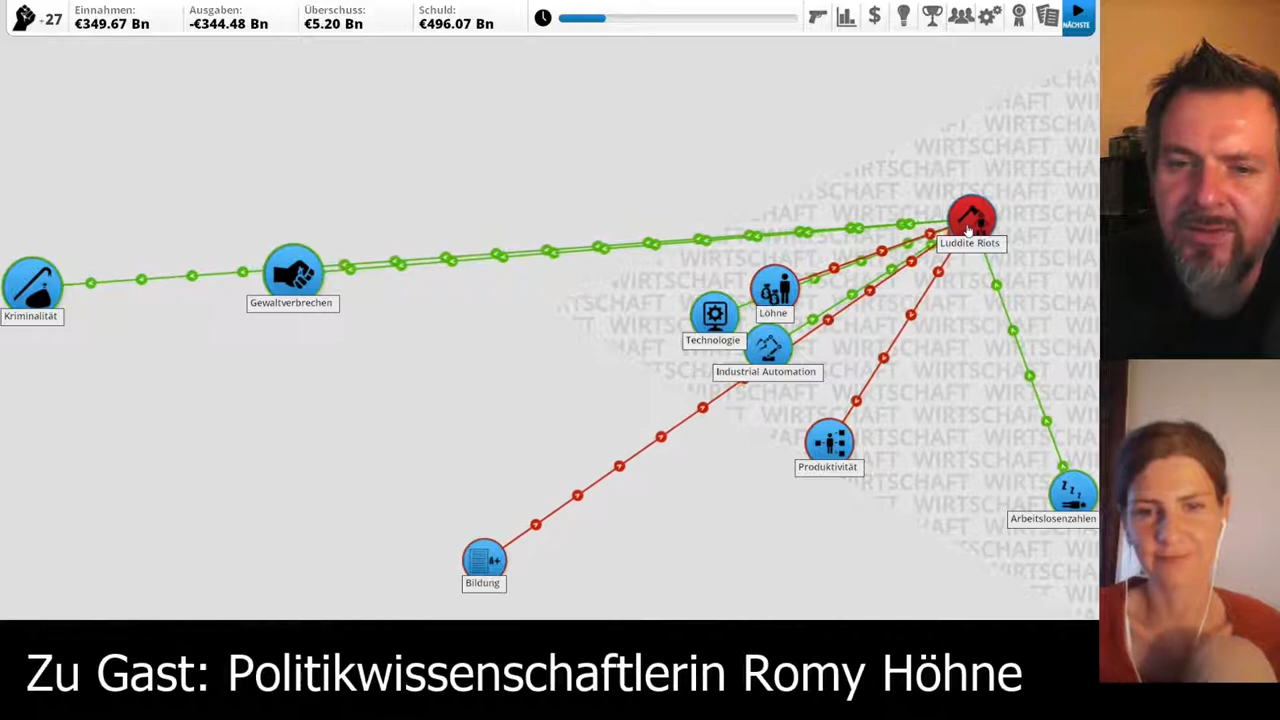 +27
Einnahmen:
€349.67 Bn
Ausgaben:
-€344.48 Bn
Überschuss:
€5.20 Bn
Schuld:
€496.07 Bn
NÄCHSTE
WIRTSCHAFT
Luddite Riots
Kriminalität
Gewaltverbrechen
Löhne
Technologie
Industrial Automation
Produktivität
Arbeitslosenzahlen
Bildung
Zu Gast: Politikwissenschaftlerin Romy Höhne